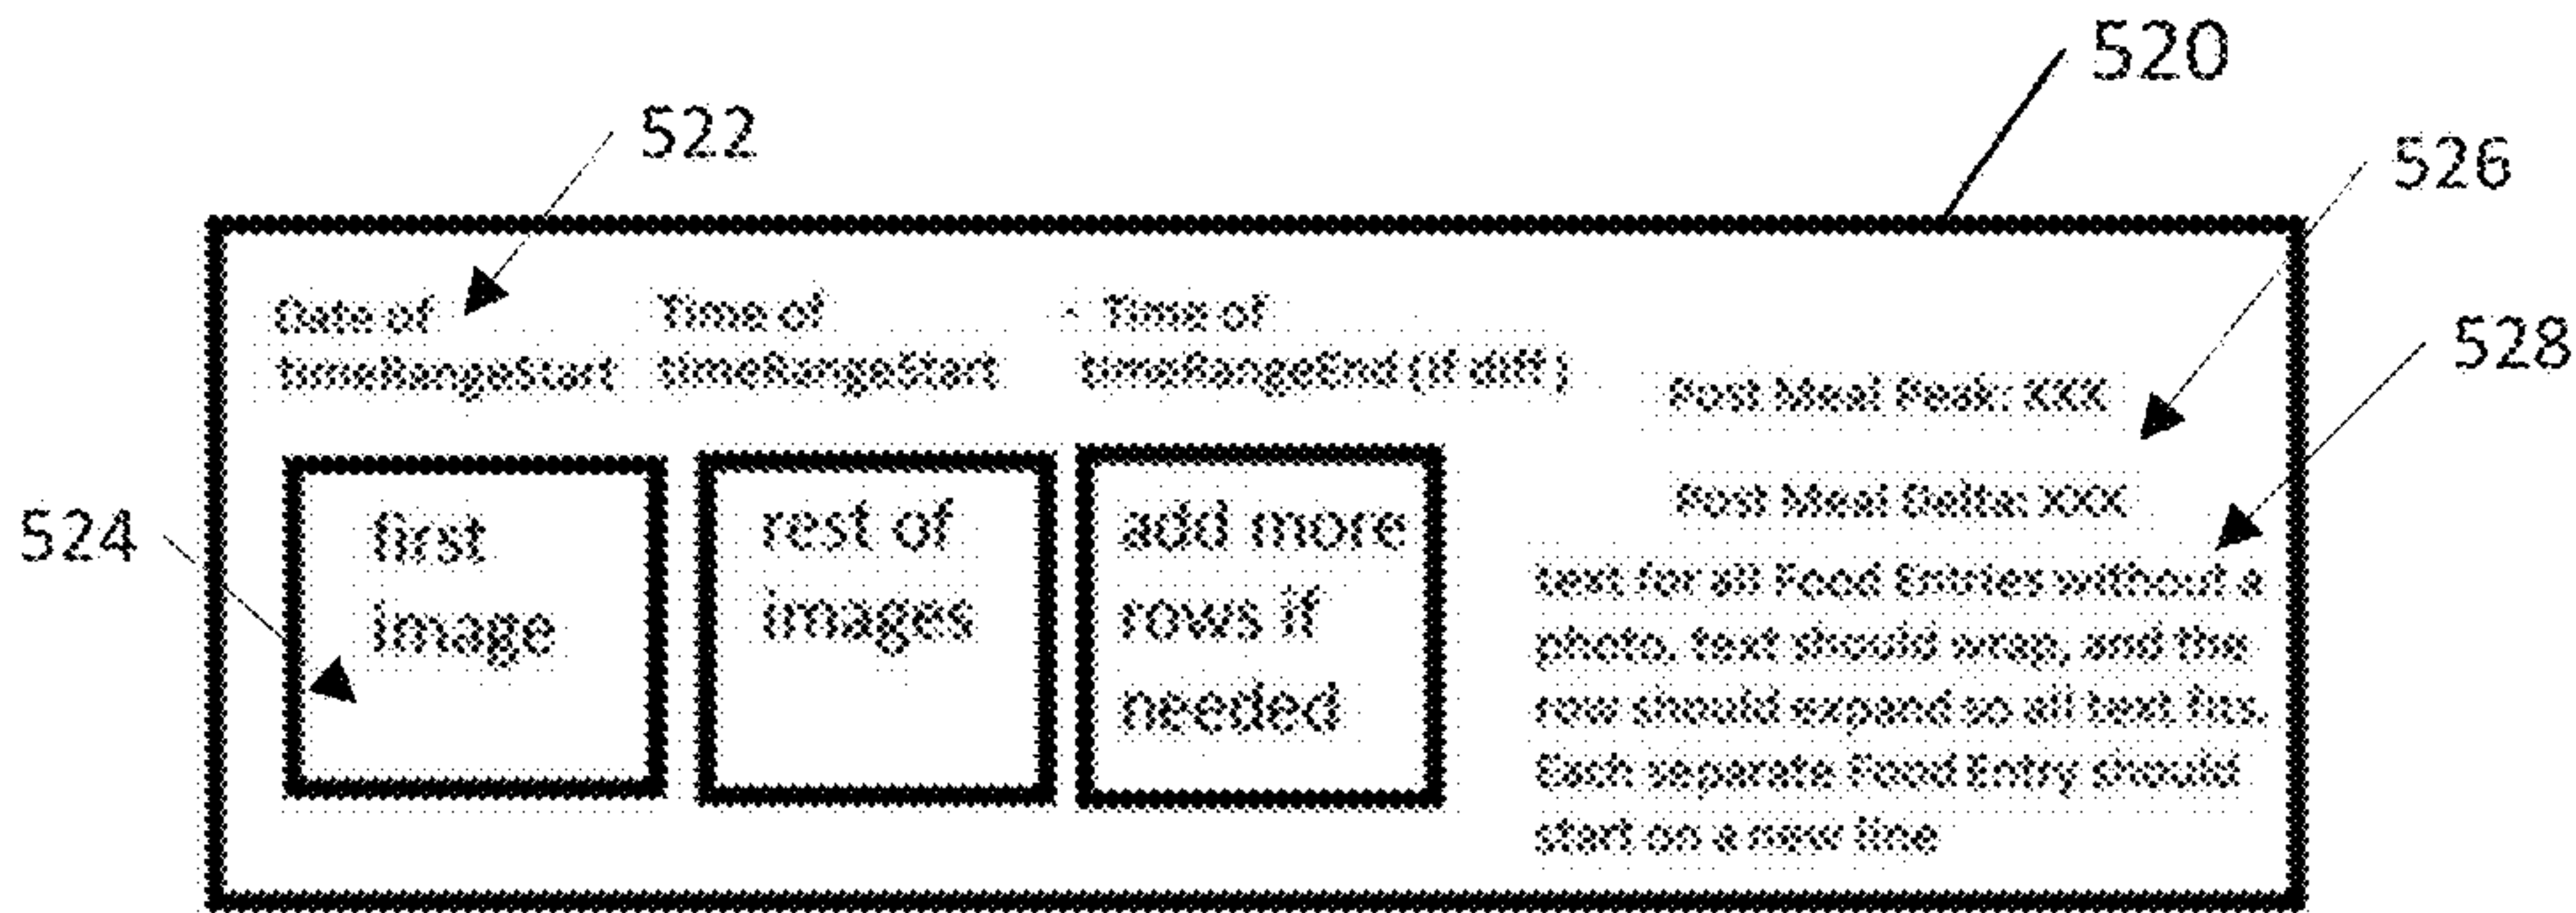 520
522
526
Date of Time of - Time of
timeRangeStart timeRangeStart timeRangeEnd (if diff)
528
Post Meal Peak: XXX
Post Meal Delta: XXX
524
first
image
rest of
images
add more
rows if
needed
text for all Food Entries without a
photo. text should wrap, and the
row should expand so all text fits.
Each separate Food Entry should
start on a new line